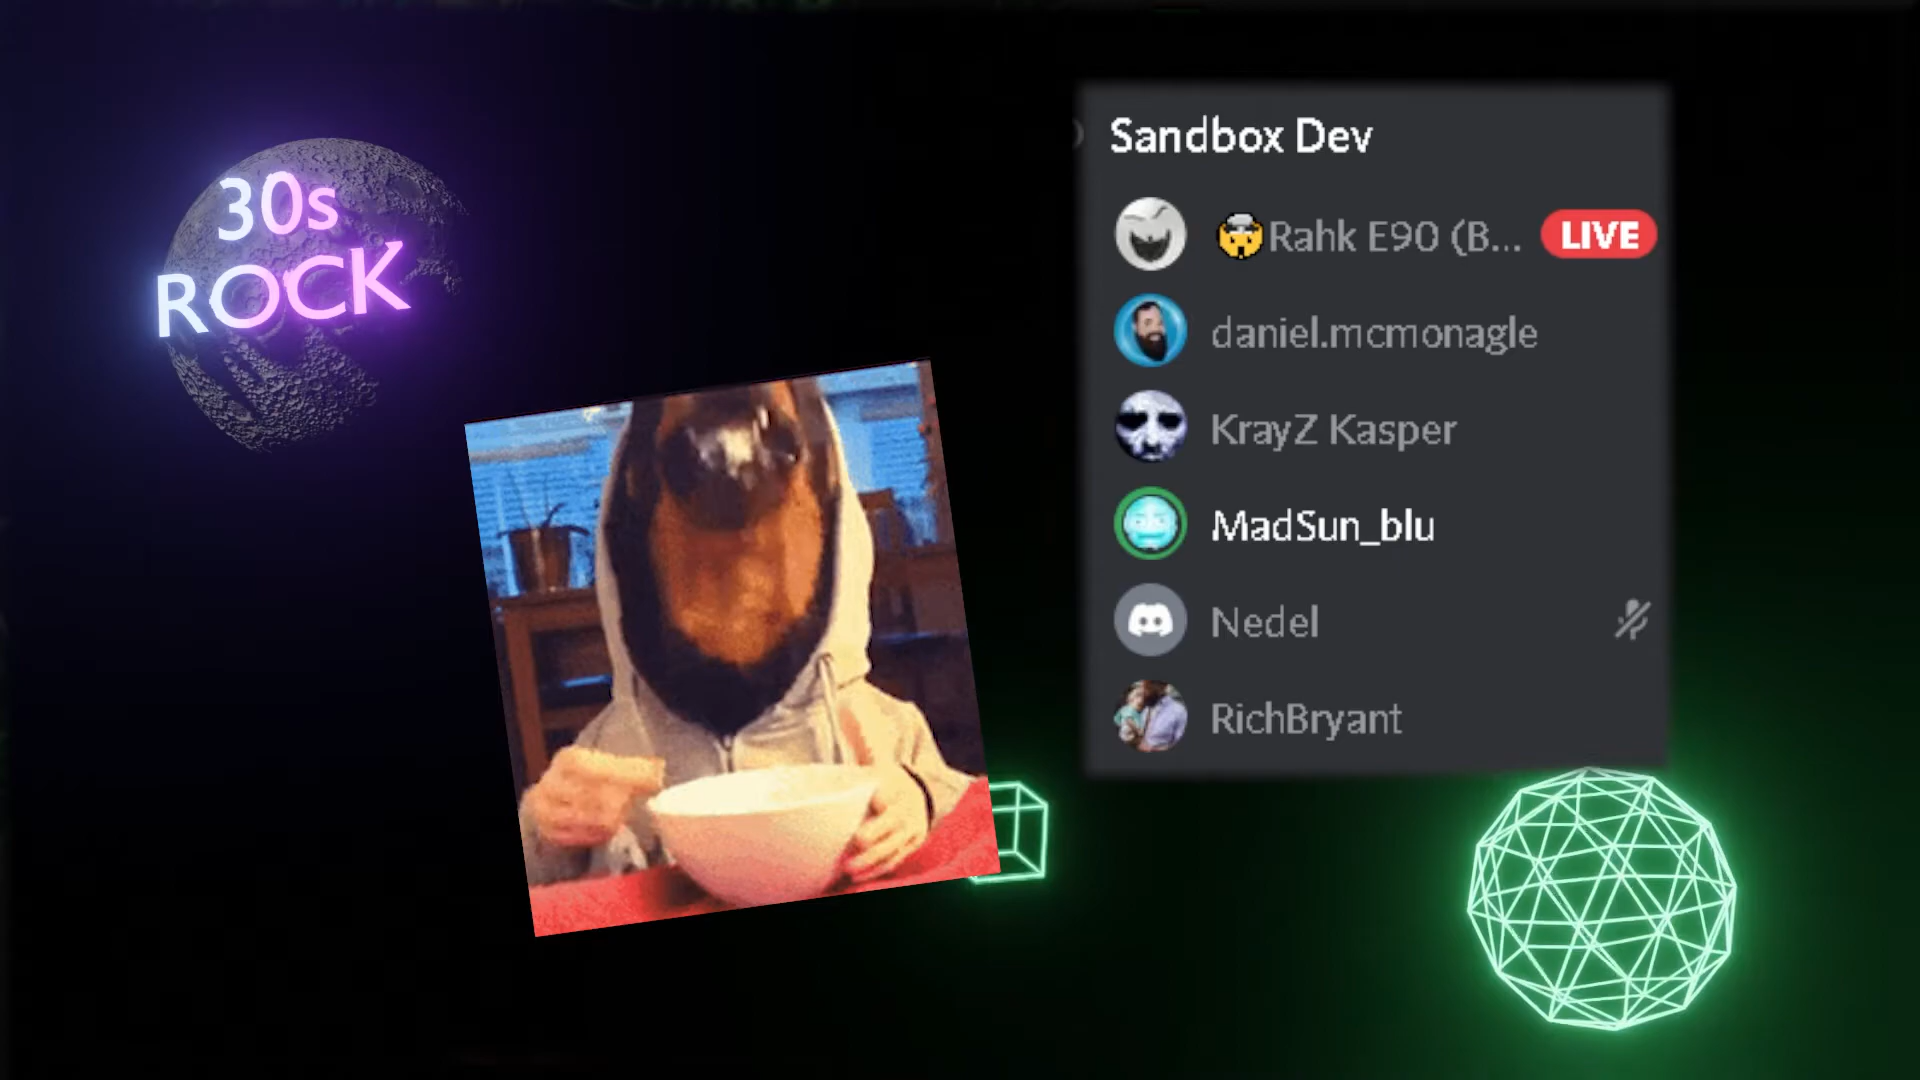 30s
ROCK
Sandbox Dev
🤯Rahk E90 (B... LIVE
daniel.mcmonagle
KrayZ Kasper
MadSun_blu
Nedel
RichBryant